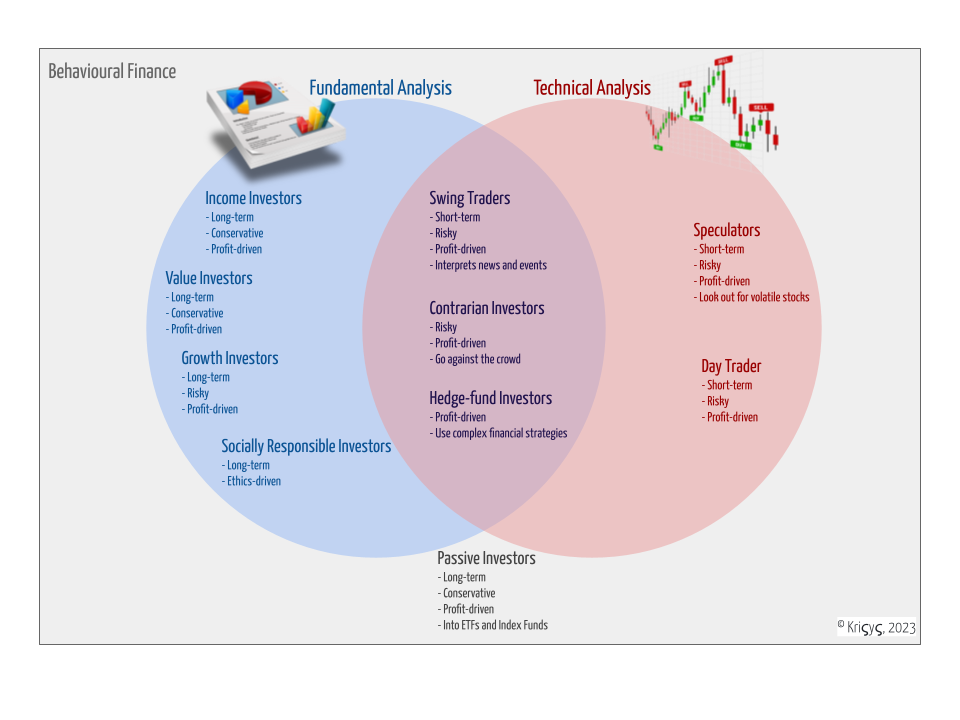 Behavioural Finance
Fundamental Analysis
Technical Analysis
SELL
SELL
SELL
BUY
Income Investors
- Long-term
- Conservative
- Profit-driven
Value Investors
- Long-term
- Conservative
- Profit-driven
Growth Investors
- Long-term
- Risky
- Profit-driven
Socially Responsible Investors
- Long-term
- Ethics-driven
Swing Traders
- Short-term
- Risky
- Profit-driven
- Interprets news and events
Contrarian Investors
- Risky
- Profit-driven
- Go against the crowd
Hedge-fund Investors
- Profit-driven
- Use complex financial strategies
Speculators
- Short-term
- Risky
- Profit-driven
- Look out for volatile stocks
Day Trader
- Short-term
- Risky
- Profit-driven
Passive Investors
- Long-term
- Conservative
- Profit-driven
- Into ETFs and Index Funds
© Kriςyς, 2023